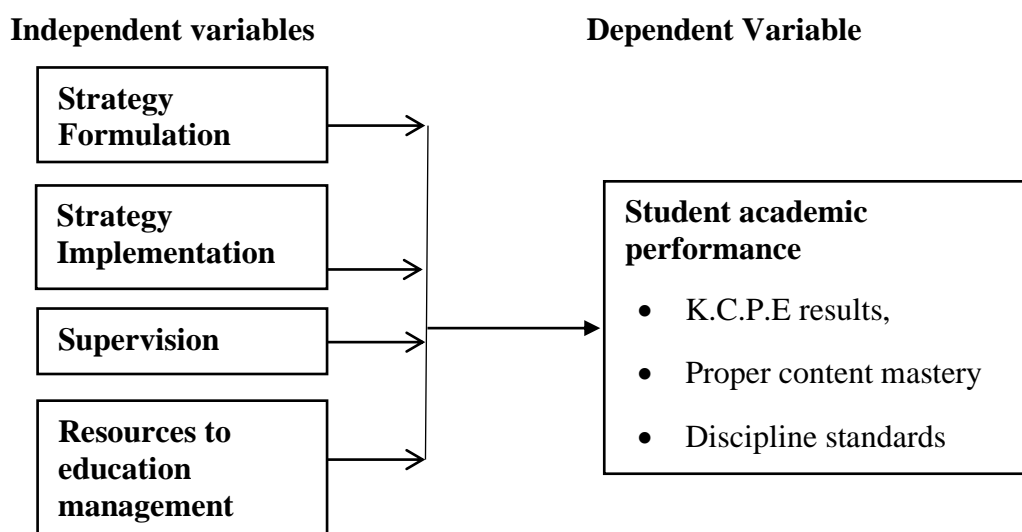 Independent variables
Dependent Variable
Strategy
Formulation
Strategy
Implementation
Supervision
Resources to
education
management
Student academic
performance
• K.C.P.E results,
• Proper content mastery
• Discipline standards